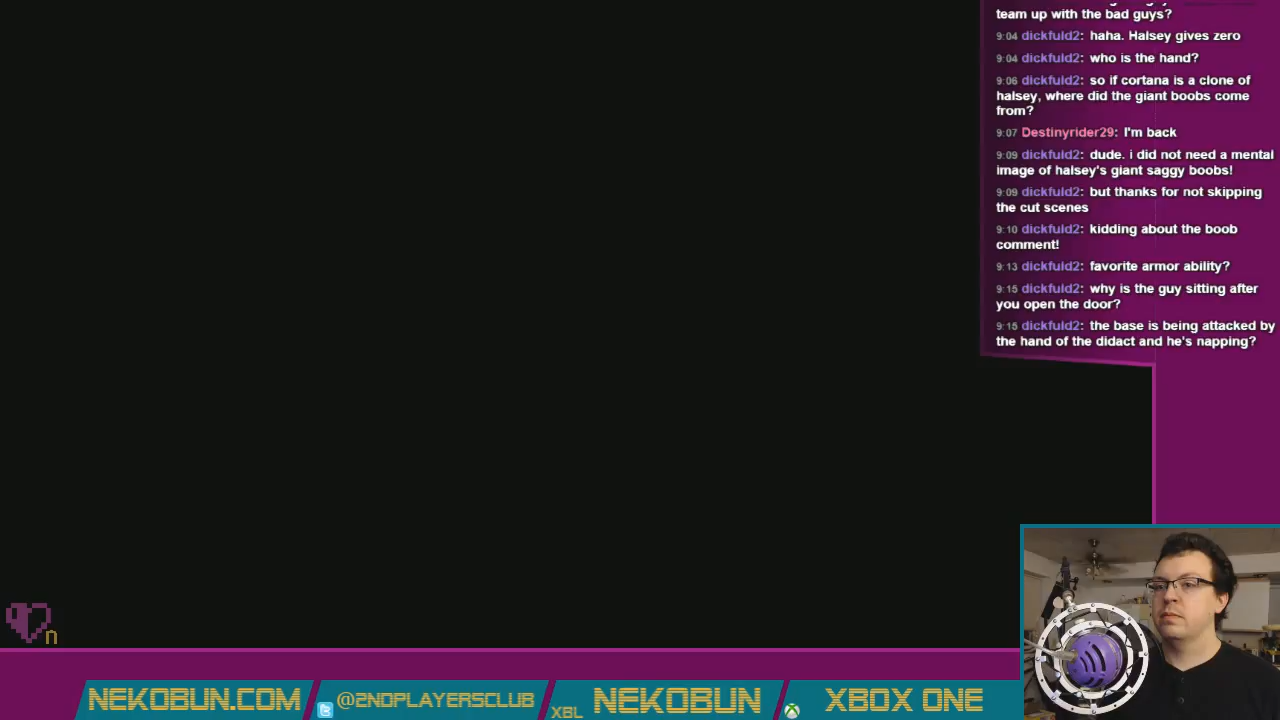 team up with the bad guys?
9:04 dickfuld2: haha. Halsey gives zero
9:04 dickfuld2: who is the hand?
9:06 dickfuld2: so if cortana is a clone of
halsey, where did the giant boobs come
from?
9:07 Destinyrider29: I'm back
9:09 dickfuld2: dude. i did not need a mental
image of halsey's giant saggy boobs!
9:09 dickfuld2: but thanks for not skipping
the cut scenes
9:10 dickfuld2: kidding about the boob
comment!
9:13 dickfuld2: favorite armor ability?
9:15 dickfuld2: why is the guy sitting after
you open the door?
9:15 dickfuld2: the base is being attacked by
the hand of the didact and he's napping?
n
NEKOBUN.COM
@2NDPLAYERSCLUB
XBL NEKOBUN
XBOX ONE